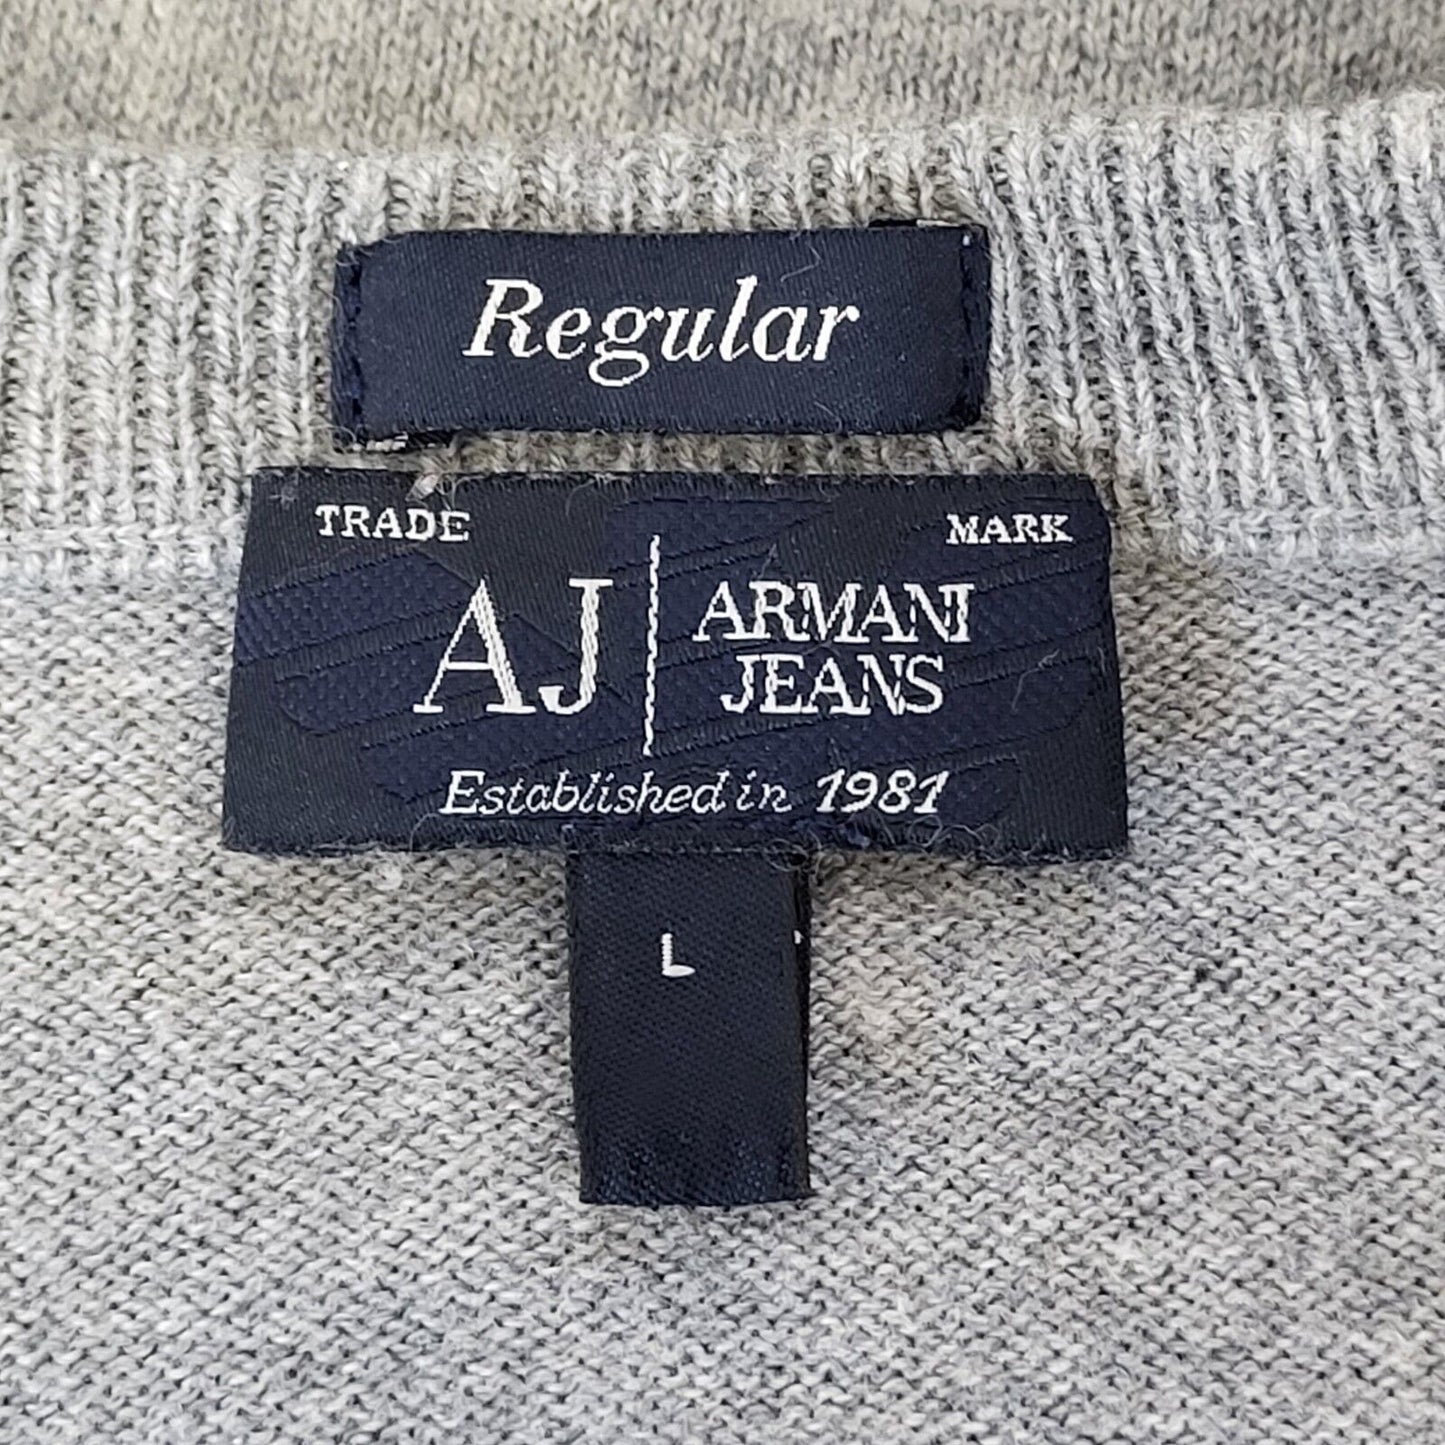 Regular
TRADE MARK
AJ ARMANI
JEANS
Established in 1981
L